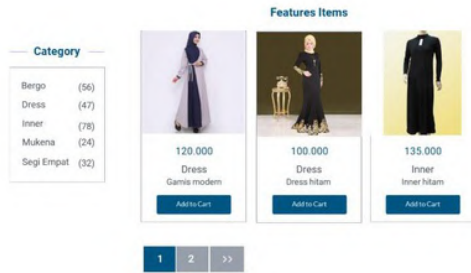 Features Items
Category
Bergo (56)
Dress (47)
Inner (78)
Mukena (24)
Segi Empat (32)
120.000
Dress
Gamis modern
Add to Cart
100.000
Dress
Dress hitam
Add to Cart
135.000
Inner
Inner hitam
Add to Cart
1 2 >>